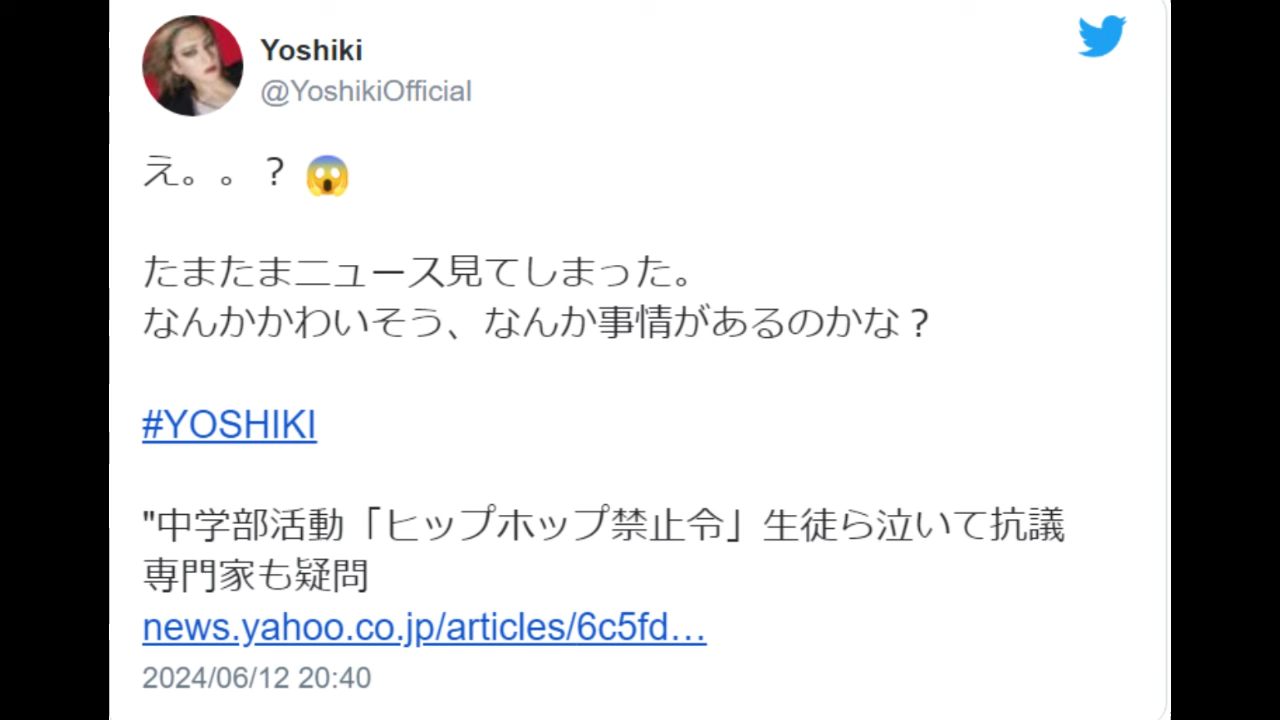 Yoshiki
@YoshikiOfficial
え。。？ 😱
たまたまニュース見てしまった。
なんかかわいそう、なんか事情があるのかな？
#YOSHIKI
"中学部活動「ヒップホップ禁止令」生徒ら泣いて抗議
専門家も疑問
news.yahoo.co.jp/articles/6c5fd…
2024/06/12 20:40